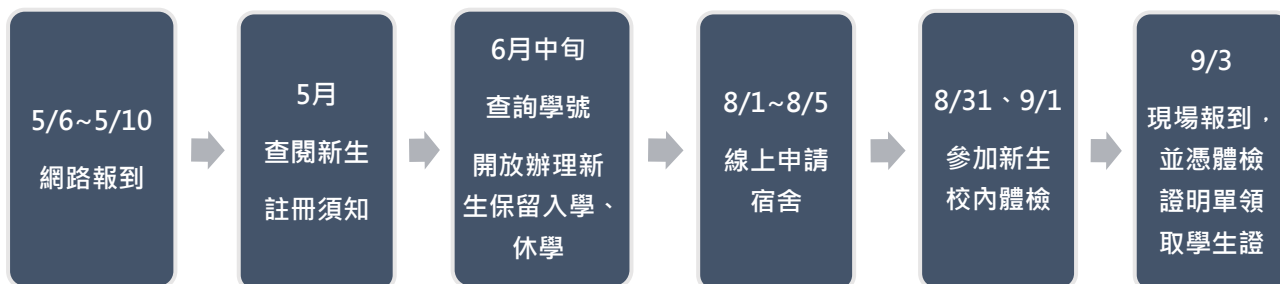 5/6~5/10
網路報到
5月
查閱新生
註冊須知
6月中旬
查詢學號
開放辦理新
生保留入學、
休學
8/1~8/5
線上申請
宿舍
8/31、9/1
參加新生
校內體檢
9/3
現場報到，
並憑體檢
證明單領
取學生證